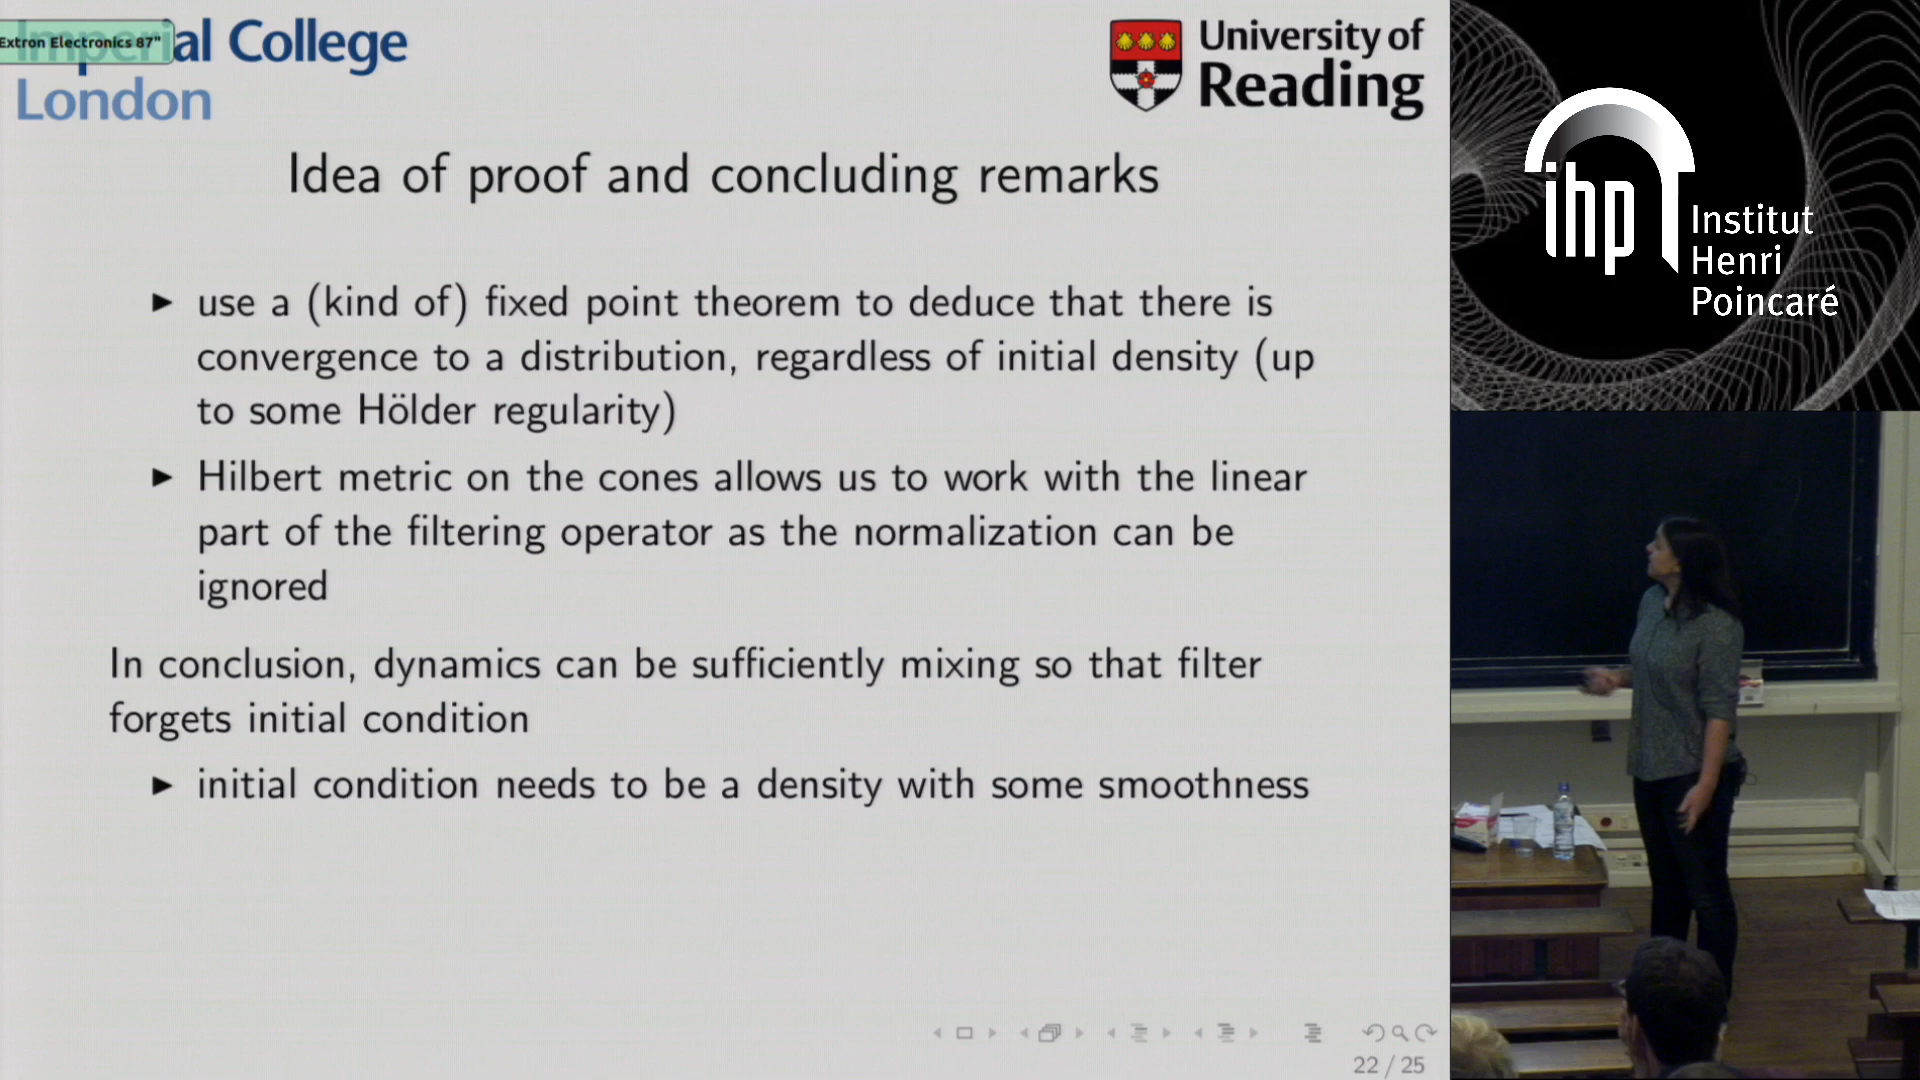 Extron Electronics 87"
Imperial College
London
University of
Reading
ihp Institut
Henri
Poincaré
Idea of proof and concluding remarks
▶ use a (kind of) fixed point theorem to deduce that there is
convergence to a distribution, regardless of initial density (up
to some Hölder regularity)
▶ Hilbert metric on the cones allows us to work with the linear
part of the filtering operator as the normalization can be
ignored
In conclusion, dynamics can be sufficiently mixing so that filter
forgets initial condition
▶ initial condition needs to be a density with some smoothness
22 / 25